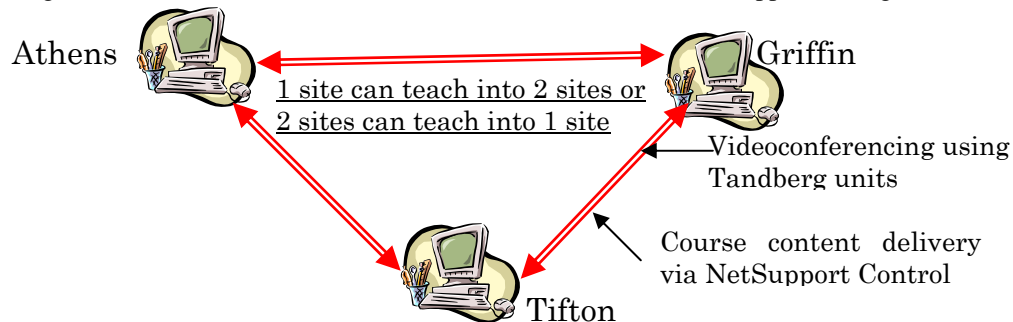 Athens
Griffin
1 site can teach into 2 sites or
2 sites can teach into 1 site
Videoconferencing using
Tandberg units
Course content delivery
via NetSupport Control
Tifton